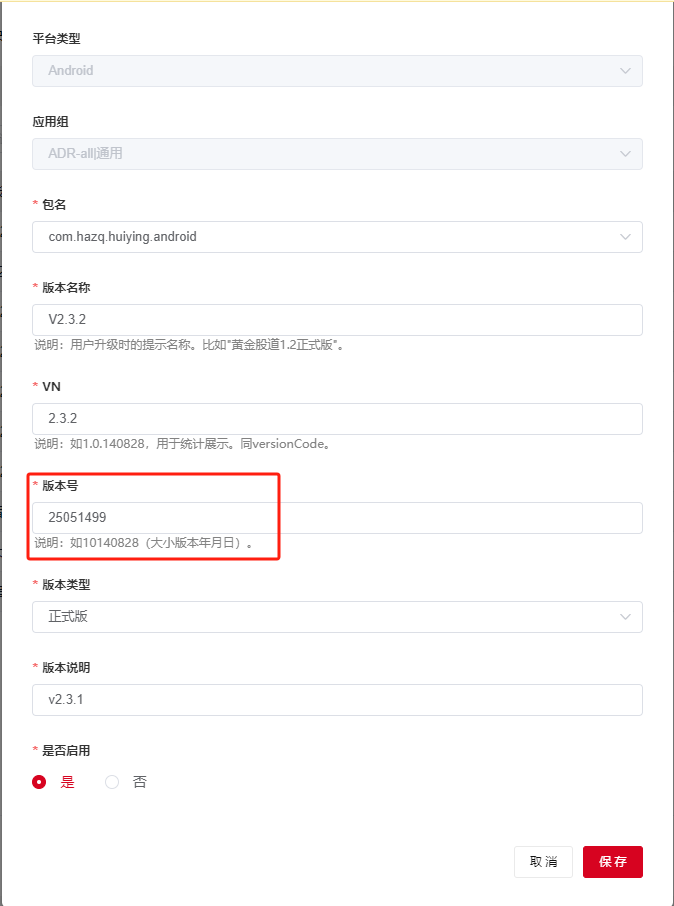 平台类型
Android
应用组
ADR-all|通用
* 包名
com.hazq.huiying.android
* 版本名称
V2.3.2
说明：用户升级时的提示名称。比如"黄金股道1.2正式版"。
* VN
2.3.2
说明：如1.0.140828，用于统计展示。同versionCode。
* 版本号
25051499
说明：如10140828（大小版本年月日）。
* 版本类型
正式版
* 版本说明
v2.3.1
* 是否启用
是 否
取消 保存